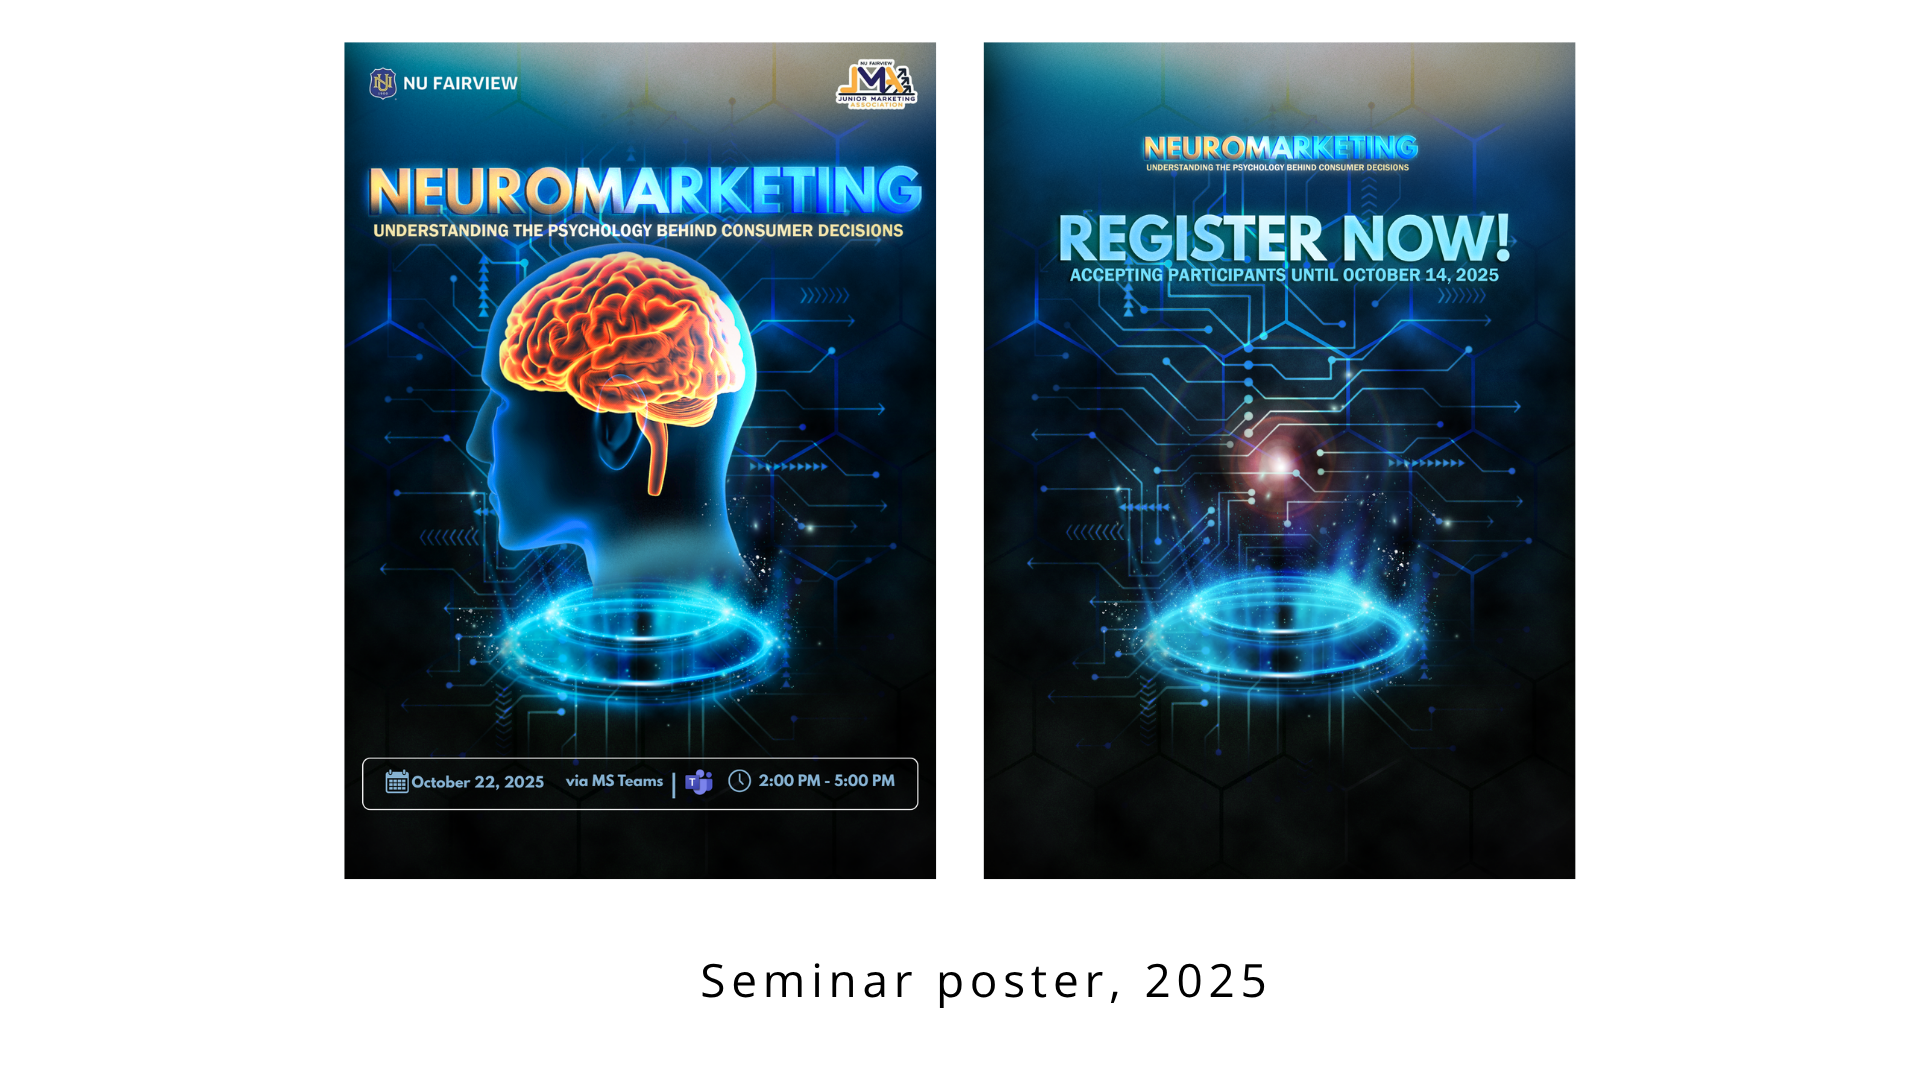 NU FAIRVIEW
NU FAIRVIEW
JMA
JUNIOR MARKETING
ASSOCIATION
NEUROMARKETING
UNDERSTANDING THE PSYCHOLOGY BEHIND CONSUMER DECISIONS
October 22, 2025 via MS Teams | T 2:00 PM - 5:00 PM
NEUROMARKETING
UNDERSTANDING THE PSYCHOLOGY BEHIND CONSUMER DECISIONS
REGISTER NOW!
ACCEPTING PARTICIPANTS UNTIL OCTOBER 14, 2025
Seminar poster, 2025